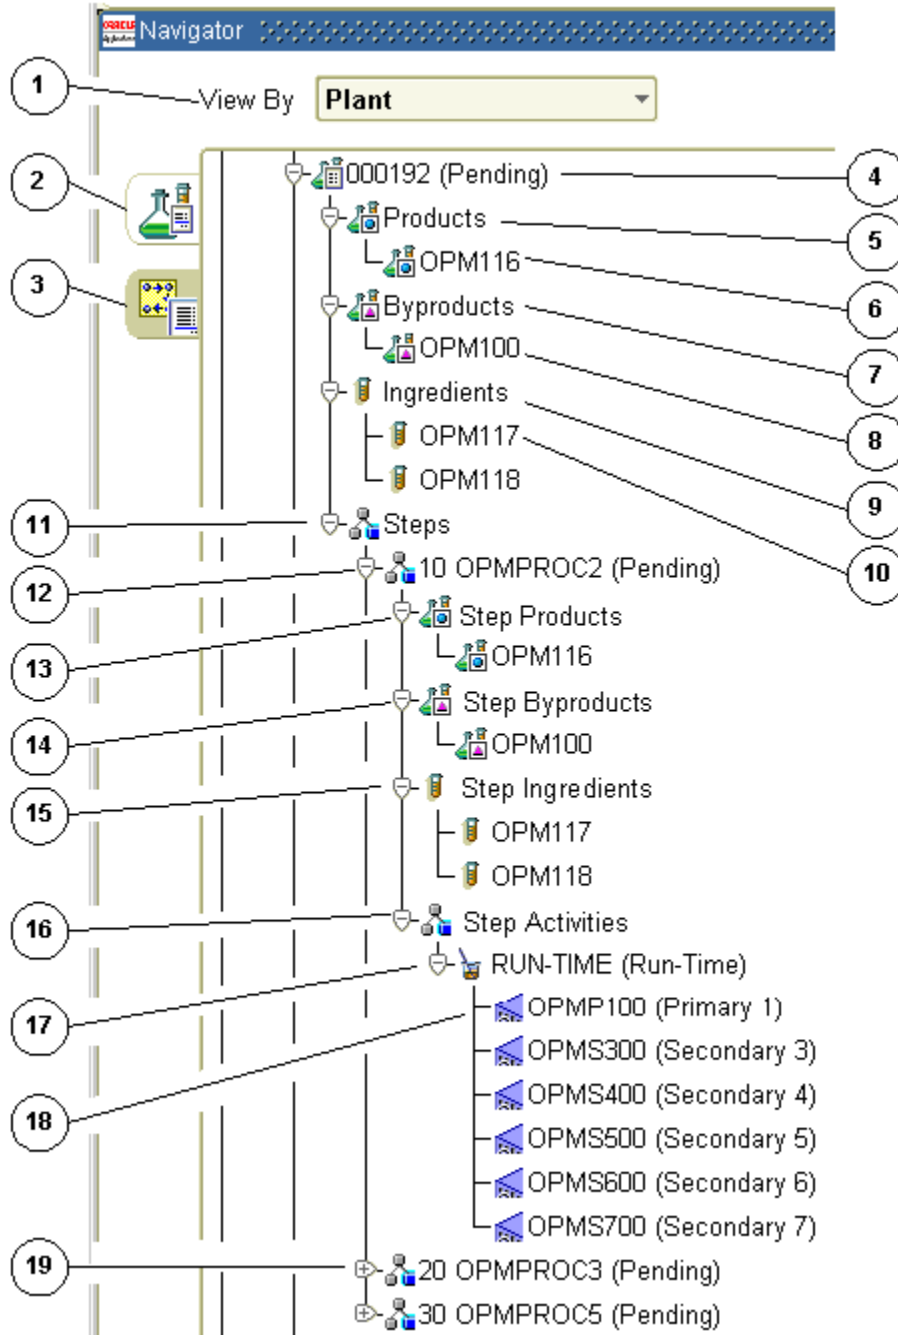 ORACLE
Navigator
1
View By Plant
2
000192 (Pending)
4
Products
5
3
OPM116
6
Byproducts
OPM100
7
Ingredients
8
OPM117
OPM118
9
11
Steps
10
12
10 OPMPROC2 (Pending)
Step Products
13
OPM116
Step Byproducts
14
OPM100
15
Step Ingredients
OPM117
OPM118
16
Step Activities
RUN-TIME (Run-Time)
17
OPMP100 (Primary 1)
OPMS300 (Secondary 3)
OPMS400 (Secondary 4)
18
OPMS500 (Secondary 5)
OPMS600 (Secondary 6)
OPMS700 (Secondary 7)
19
20 OPMPROC3 (Pending)
30 OPMPROC5 (Pending)